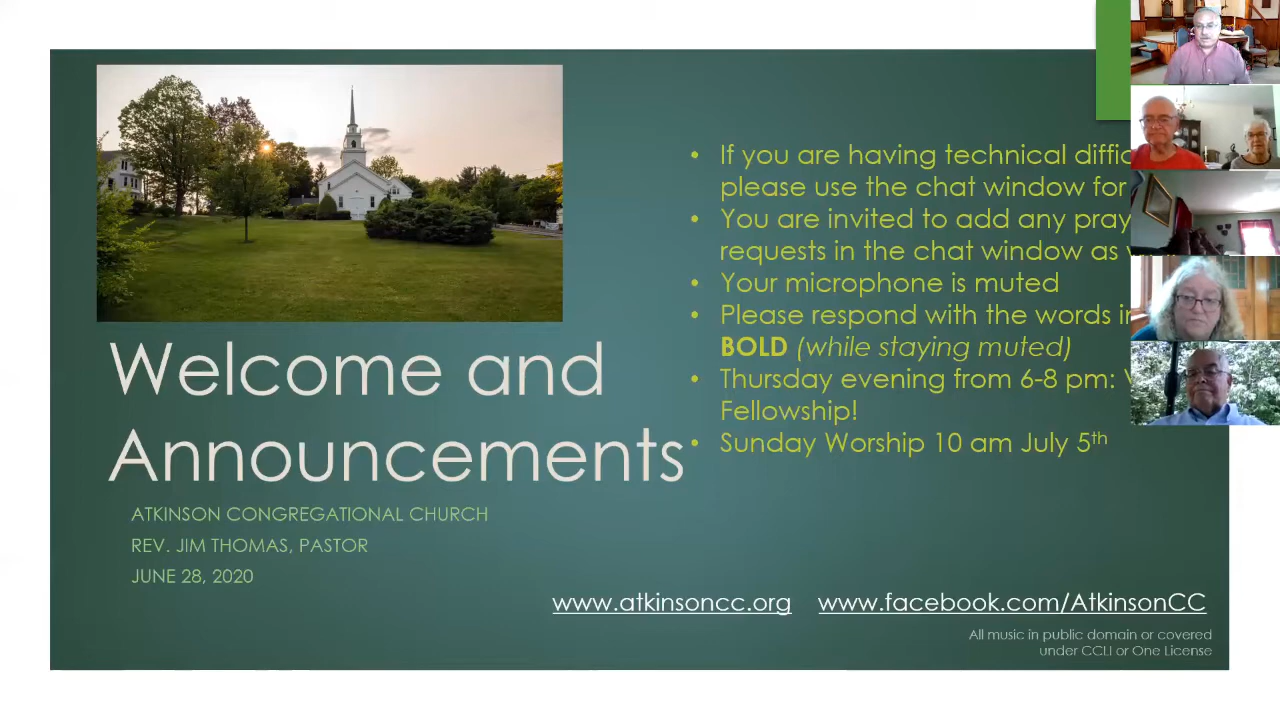 Welcome and
Announcements
ATKINSON CONGREGATIONAL CHURCH
REV. JIM THOMAS, PASTOR
JUNE 28, 2020
• If you are having technical
please use the chat window for
• You are invited to add any
requests in the chat window as
• Your microphone is muted
• Please respond with the words
BOLD (while staying muted)
• Thursday evening from 6-8 pm:
Fellowship!
• Sunday Worship 10 am July 5th
www.atkinsoncc.org www.facebook.com/AtkinsonCC
All music in public domain or covered
under CCLI or One License